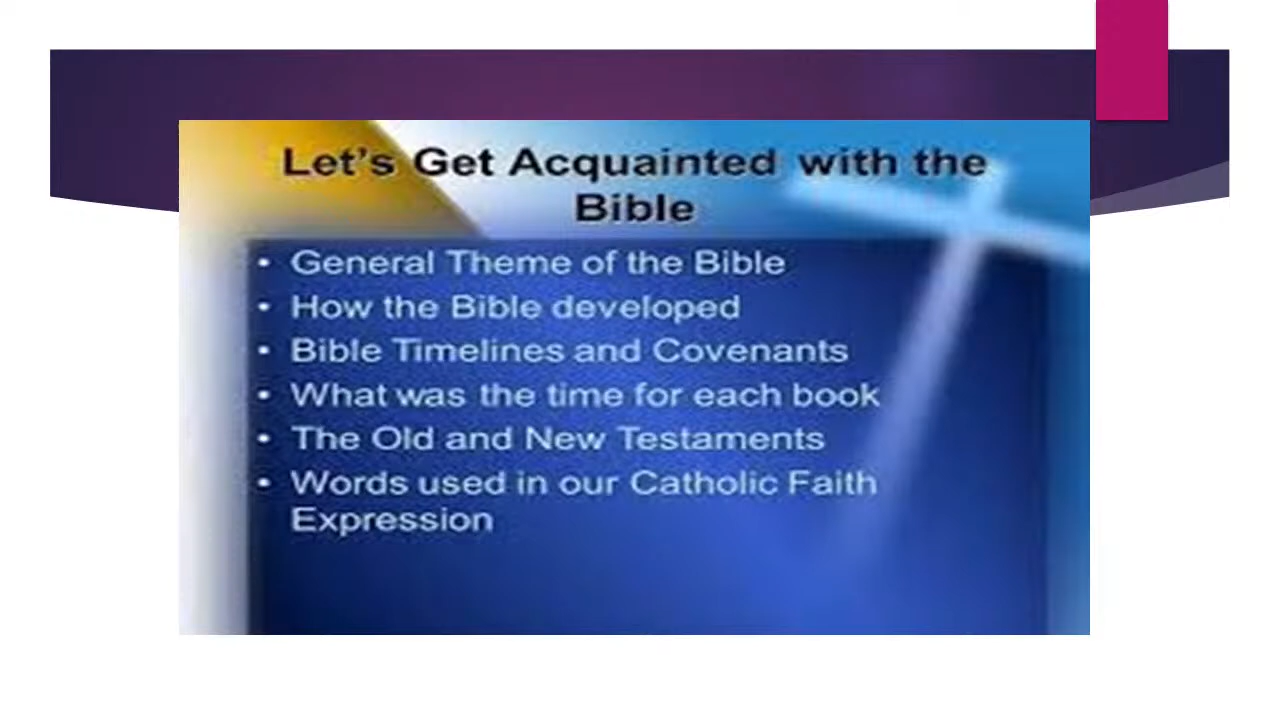 Let's Get Acquainted with the
Bible
• General Theme of the Bible
• How the Bible developed
• Bible Timelines and Covenants
• What was the time for each book
• The Old and New Testaments
• Words used in our Catholic Faith
Expression